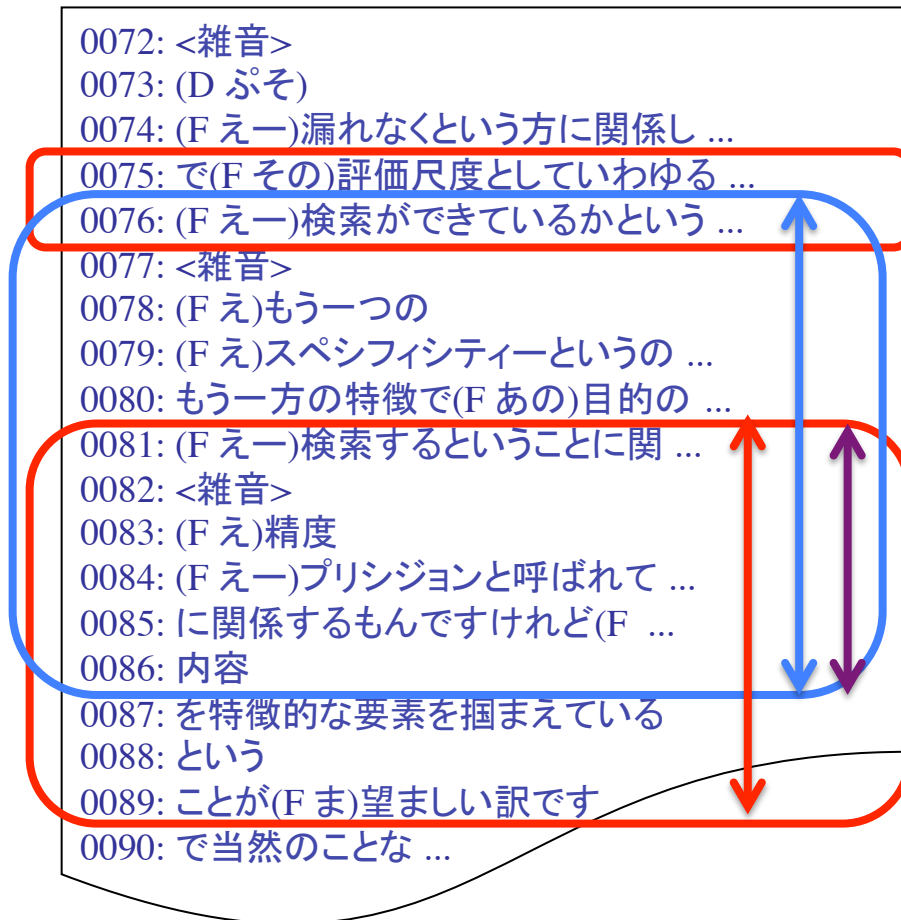 0072: <雑音>
0073: (D ぷそ)
0074: (F えー)漏れなくという方に関係し ...
0075: で(F その)評価尺度としていわゆる ...
0076: (F えー)検索ができているかという ...
0077: <雑音>
0078: (F え)もう一つの
0079: (F え)スペシフィシティーというの ...
0080: もう一方の特徴で(F あの)目的の ...
0081: (F えー)検索するということに関 ...
0082: <雑音>
0083: (F え)精度
0084: (F えー)プリシジョンと呼ばれて ...
0085: に関係するもんですけれど(F ...
0086: 内容
0087: を特徴的な要素を掴まえている
0088: という
0089: ことが(F ま)望ましい訳です
0090: で当然のことな ...